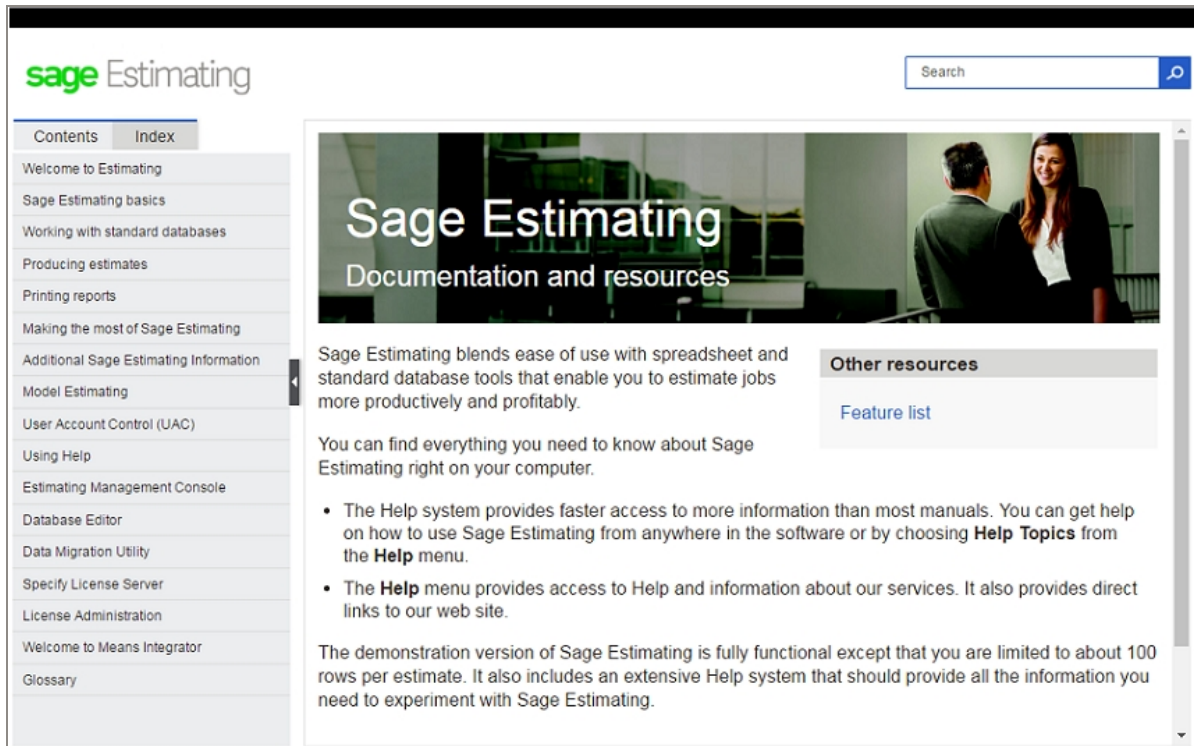 sage Estimating
Search
Contents Index
Welcome to Estimating
Sage Estimating basics
Working with standard databases
Producing estimates
Printing reports
Making the most of Sage Estimating
Additional Sage Estimating Information
Model Estimating
User Account Control (UAC)
Using Help
Estimating Management Console
Database Editor
Data Migration Utility
Specify License Server
License Administration
Welcome to Means Integrator
Glossary
Sage Estimating
Documentation and resources
Sage Estimating blends ease of use with spreadsheet and
standard database tools that enable you to estimate jobs
more productively and profitably.
Other resources
Feature list
You can find everything you need to know about Sage
Estimating right on your computer.
• The Help system provides faster access to more information than most manuals. You can get help
on how to use Sage Estimating from anywhere in the software or by choosing Help Topics from
the Help menu.
• The Help menu provides access to Help and information about our services. It also provides direct
links to our web site.
The demonstration version of Sage Estimating is fully functional except that you are limited to about 100
rows per estimate. It also includes an extensive Help system that should provide all the information you
need to experiment with Sage Estimating.